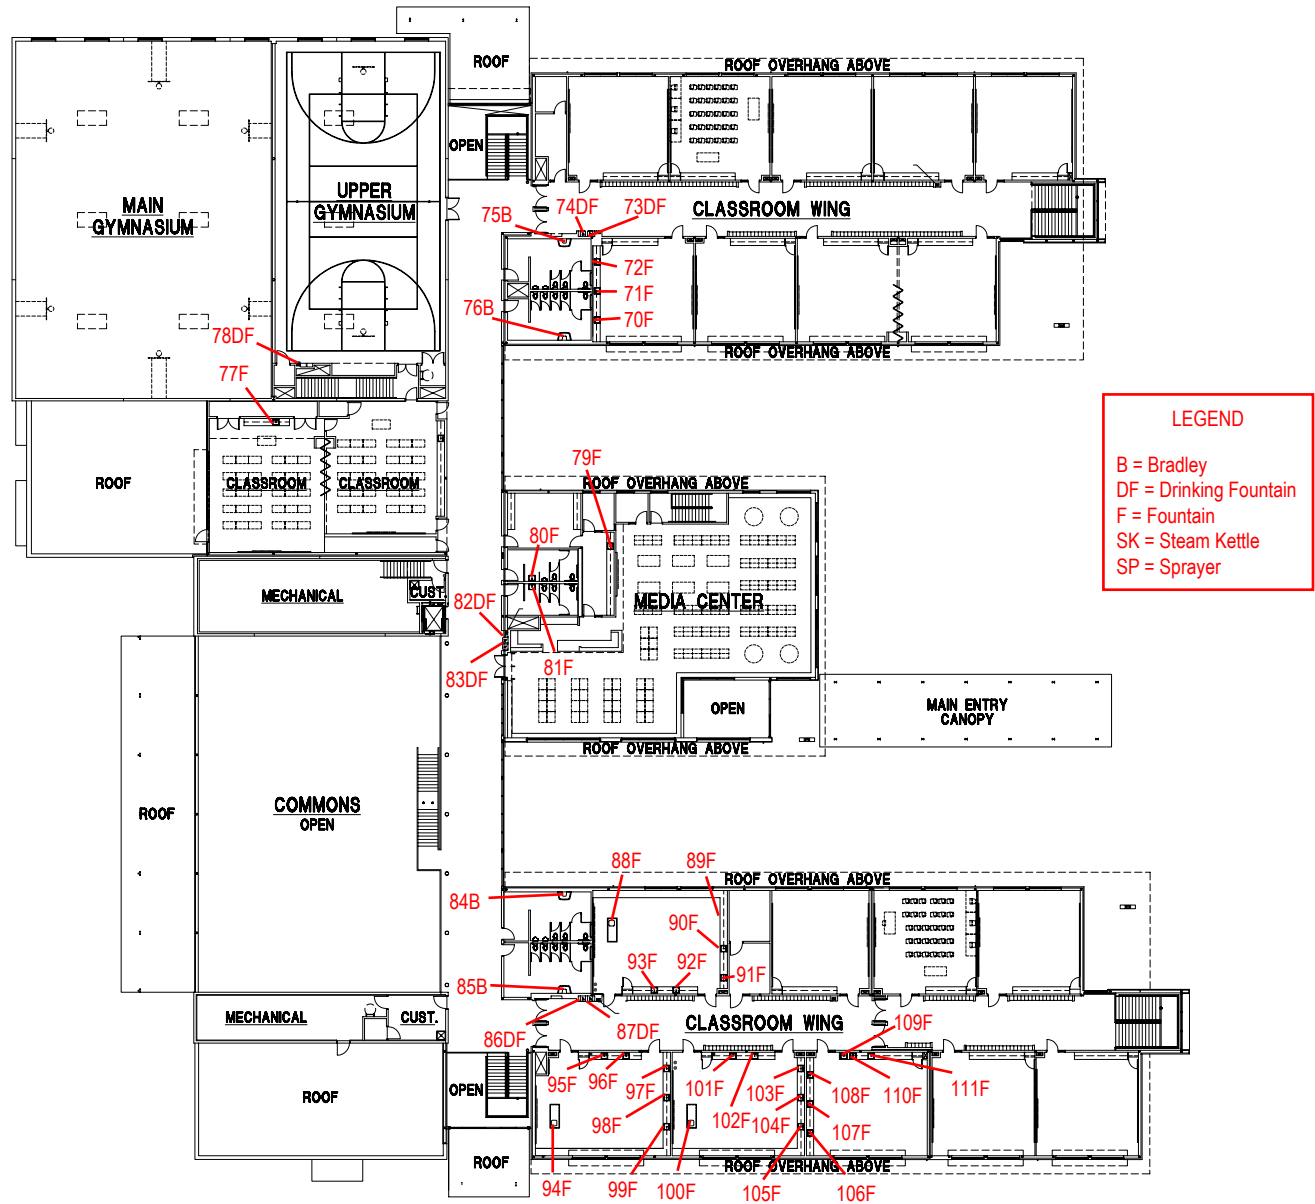 ROOF
ROOF OVERHANG ABOVE
OPEN
MAIN
GYMNASIUM
UPPER
GYMNASIUM
75B
74DF
73DF
CLASSROOM WING
72F
71F
76B
70F
78DF
ROOF OVERHANG ABOVE
77F
LEGEND
B = Bradley
DF = Drinking Fountain
F = Fountain
SK = Steam Kettle
SP = Sprayer
ROOF
CLASSROOM
CLASSROOM
79F
ROOF OVERHANG ABOVE
80F
MECHANICAL
CUST.
82DF
MEDIA CENTER
81F
83DF
OPEN
MAIN ENTRY
CANOPY
ROOF OVERHANG ABOVE
ROOF
COMMONS
OPEN
88F
89F
ROOF OVERHANG ABOVE
84B
90F
93F
92F
91F
85B
MECHANICAL
CUST.
86DF
87DF
CLASSROOM WING
109F
95F
96F
97F
101F
102F
103F
108F
110F
111F
ROOF
OPEN
98F
104F
107F
ROOF
94F
99F
100F
105F
106F
ROOF OVERHANG ABOVE